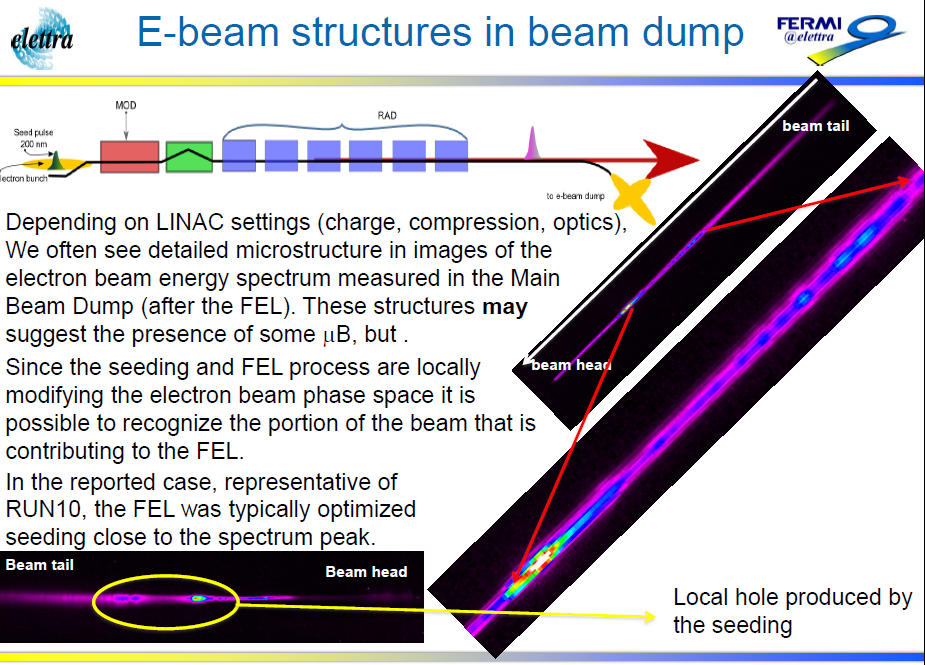 elettra
E-beam structures in beam dump
FERMI
@elettra
MOD
RAD
Seed pulse
200 nm
electron bunch
to e-beam dump
beam tail
beam head
Depending on LINAC settings (charge, compression, optics),
We often see detailed microstructure in images of the
electron beam energy spectrum measured in the Main
Beam Dump (after the FEL). These structures may
suggest the presence of some μB, but .
Since the seeding and FEL process are locally
modifying the electron beam phase space it is
possible to recognize the portion of the beam that is
contributing to the FEL.
In the reported case, representative of
RUN10, the FEL was typically optimized
seeding close to the spectrum peak.
Beam tail
Beam head
Local hole produced by
the seeding